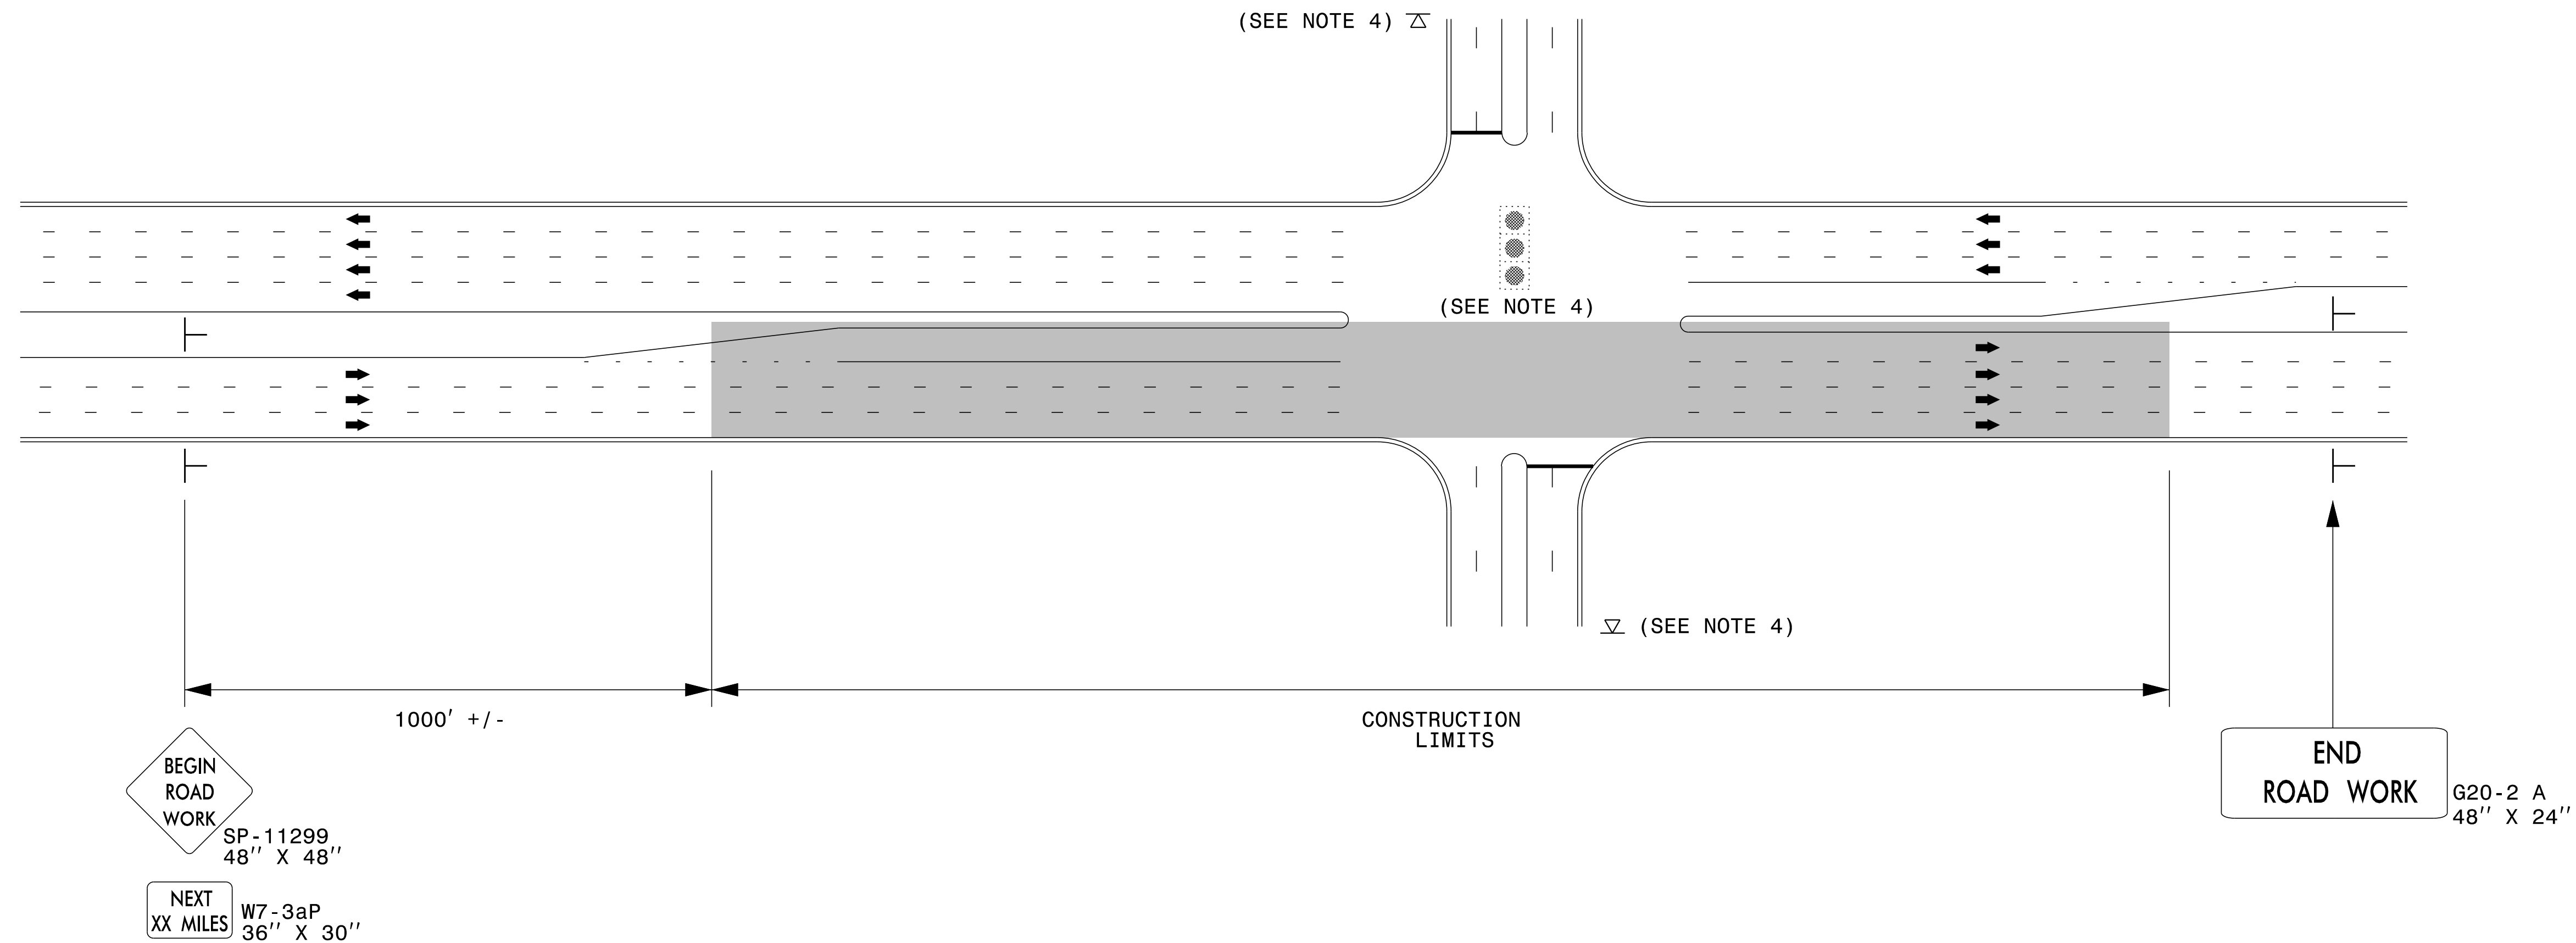 (SEE NOTE 4)
(SEE NOTE 4)
(SEE NOTE 4)
1000' +/-
CONSTRUCTION
LIMITS
BEGIN
ROAD
WORK
SP-11299
48'' X 48''
NEXT
XX MILES
W7-3aP
36'' X 30''
END
ROAD WORK
G20-2 A
48'' X 24''